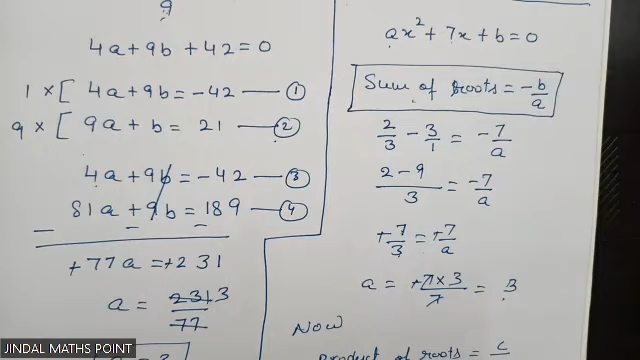 9
4a+9b+42=0
1 × [ 4a+9b = -42 — ①
9 × [ 9a + b = 21 — ②
4a + 9b = -42 — ③
81a + 9b = 189 — ④
- - -
+77a = +231
a = 231 3
77
ax² + 7x + b = 0
Sum of roots = -b/a
2/3 - 3/1 = -7/a
2-9/3 = -7/a
+7/3 = +7/a
a = +7×3/7 = 3
Now
product of roots = c
JINDAL MATHS POINT